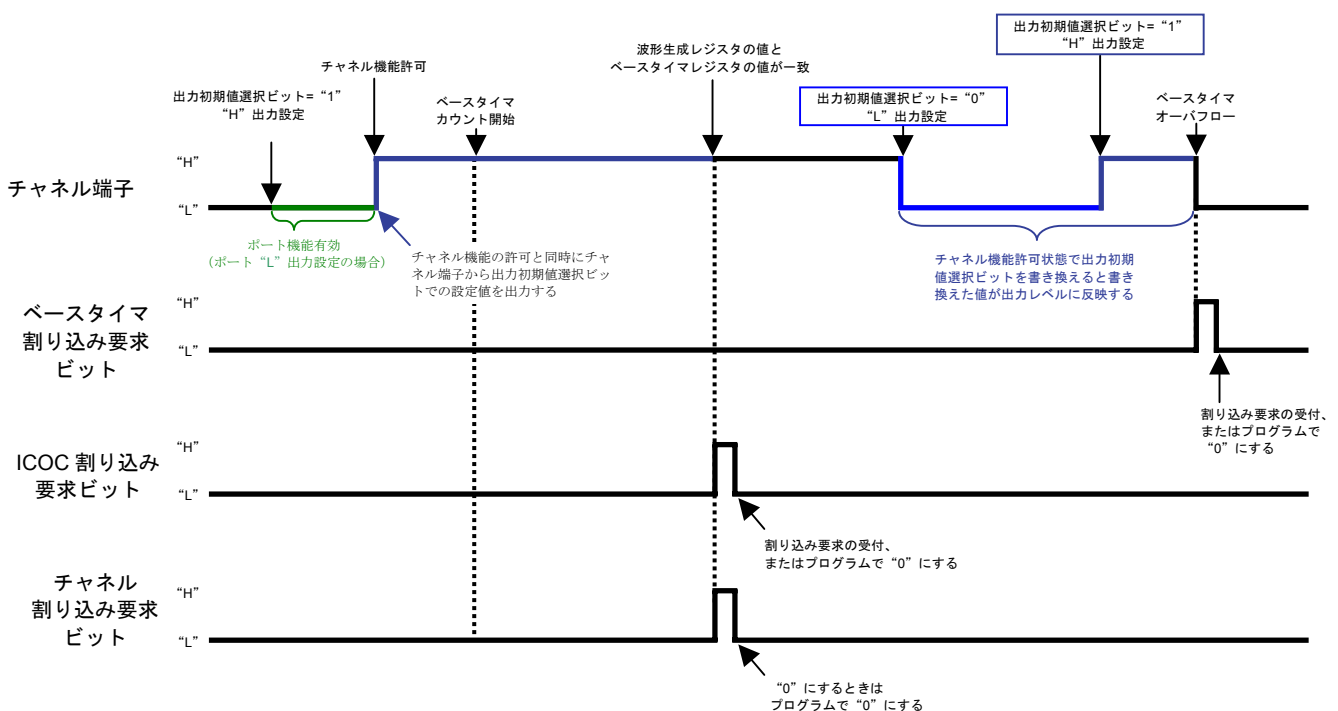 出力初期値選択ビット=“1”
“H”出力設定
チャネル機能許可
波形生成レジスタの値と
ベースタイマレジスタの値が一致
出力初期値選択ビット=“1”
“H”出力設定
ベースタイマ
カウント開始
出力初期値選択ビット=“0”
“L”出力設定
ベースタイマ
オーバフロー
チャネル端子
“H”
“L”
ポート機能有効
(ポート“L”出力設定の場合)
チャネル機能の許可と同時にチャ
ネル端子から出力初期値選択ビッ
トでの設定値を出力する
チャネル機能許可状態で出力初期
値選択ビットを書き換えると書き
換えた値が出力レベルに反映する
ベースタイマ
割り込み要求
ビット
“H”
“L”
割り込み要求の受付、
またはプログラムで
“0”にする
ICOC 割り込み
要求ビット
“H”
“L”
割り込み要求の受付、
またはプログラムで“0”にする
チャネル
割り込み要求
ビット
“H”
“L”
“0”にするときは
プログラムで“0”にする